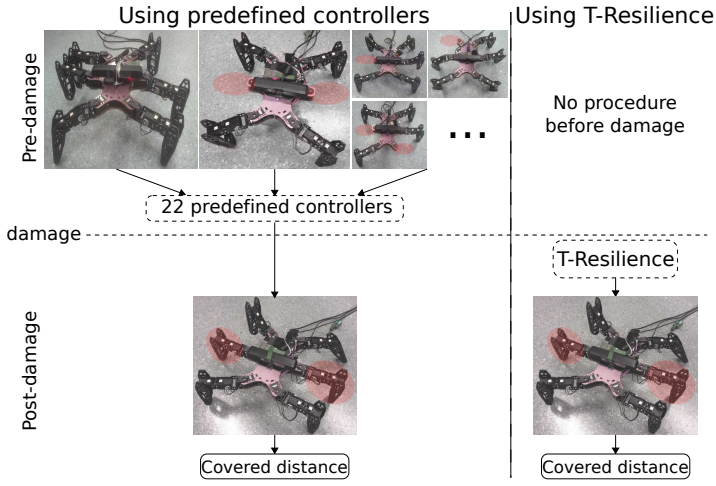 Using predefined controllers
Using T-Resilience
Pre-damage
...
No procedure
before damage
22 predefined controllers
damage
T-Resilience
Post-damage
Covered distance
Covered distance